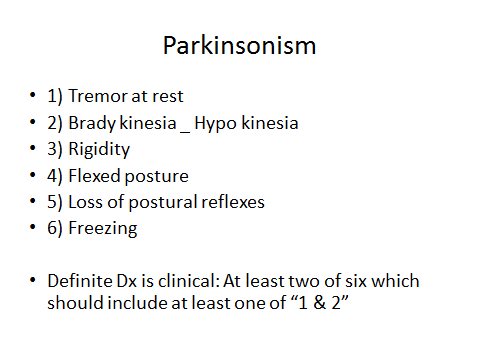 Parkinsonism
• 1) Tremor at rest
• 2) Brady kinesia _ Hypo kinesia
• 3) Rigidity
• 4) Flexed posture
• 5) Loss of postural reflexes
• 6) Freezing
• Definite Dx is clinical: At least two of six which
should include at least one of “1 & 2”